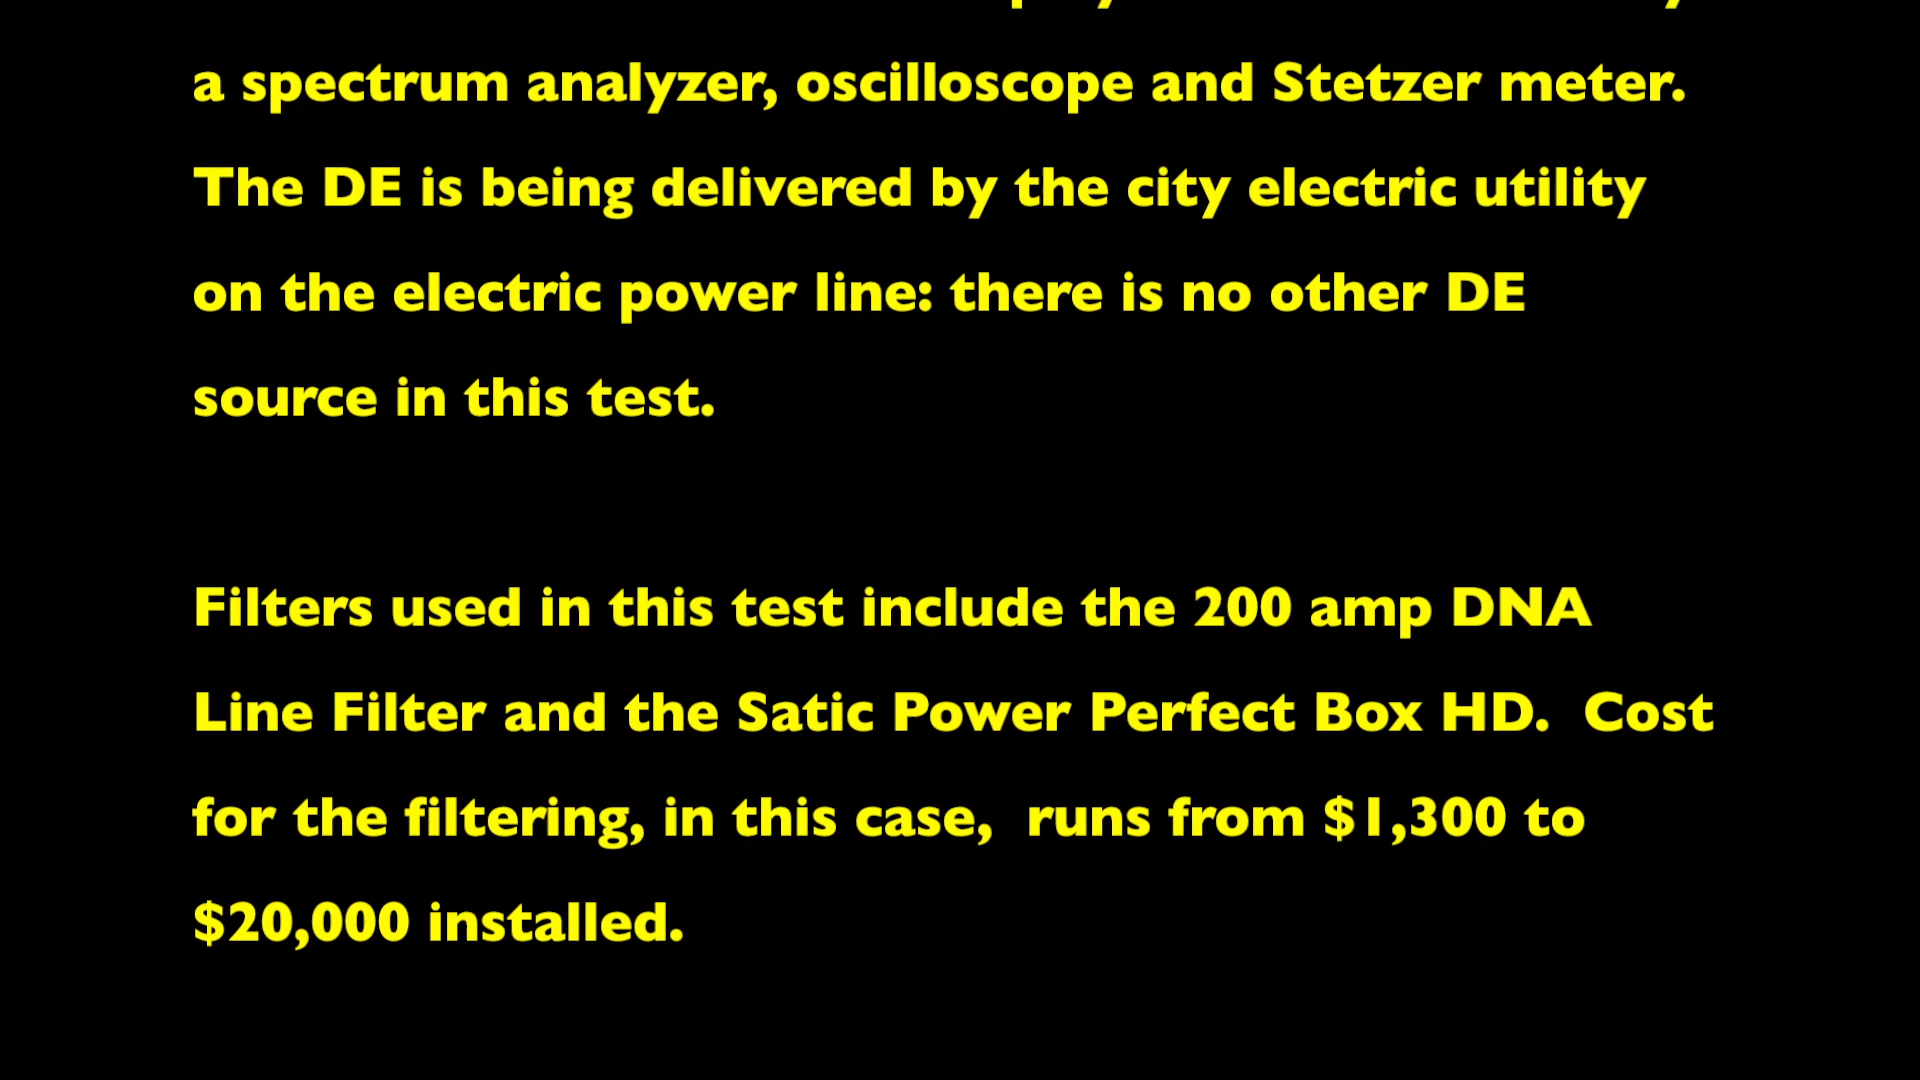 a spectrum analyzer, oscilloscope and Stetzer meter.
The DE is being delivered by the city electric utility
on the electric power line: there is no other DE
source in this test.
Filters used in this test include the 200 amp DNA
Line Filter and the Satic Power Perfect Box HD.  Cost
for the filtering, in this case,  runs from $1,300 to
$20,000 installed.